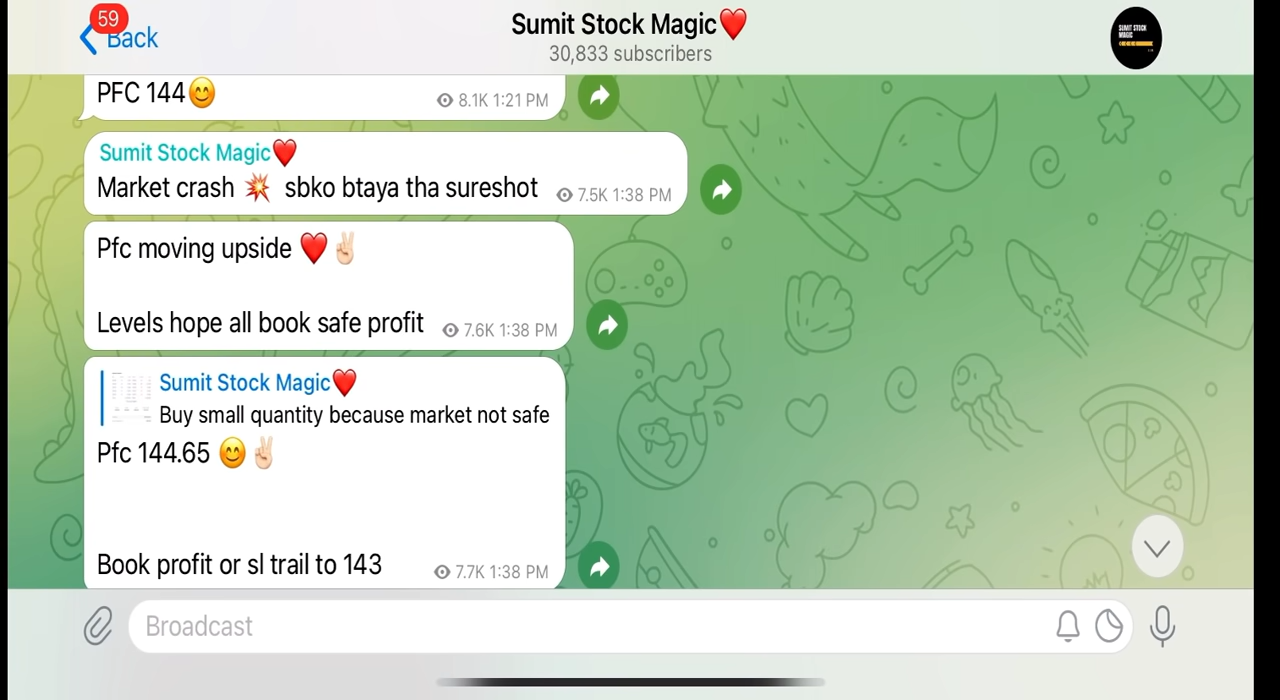 59
Back
Sumit Stock Magic❤️
30,833 subscribers
SUMIT STOCK
MAGIC
PFC 144😊
8.1K 1:21 PM
Sumit Stock Magic❤️
Market crash 💥 sbko btaya tha sureshot
7.5K 1:38 PM
Pfc moving upside ❤️✌🏻
Levels hope all book safe profit
7.6K 1:38 PM
Sumit Stock Magic❤️
Buy small quantity because market not safe
Pfc 144.65 😊✌🏻
Book profit or sl trail to 143
7.7K 1:38 PM
Broadcast